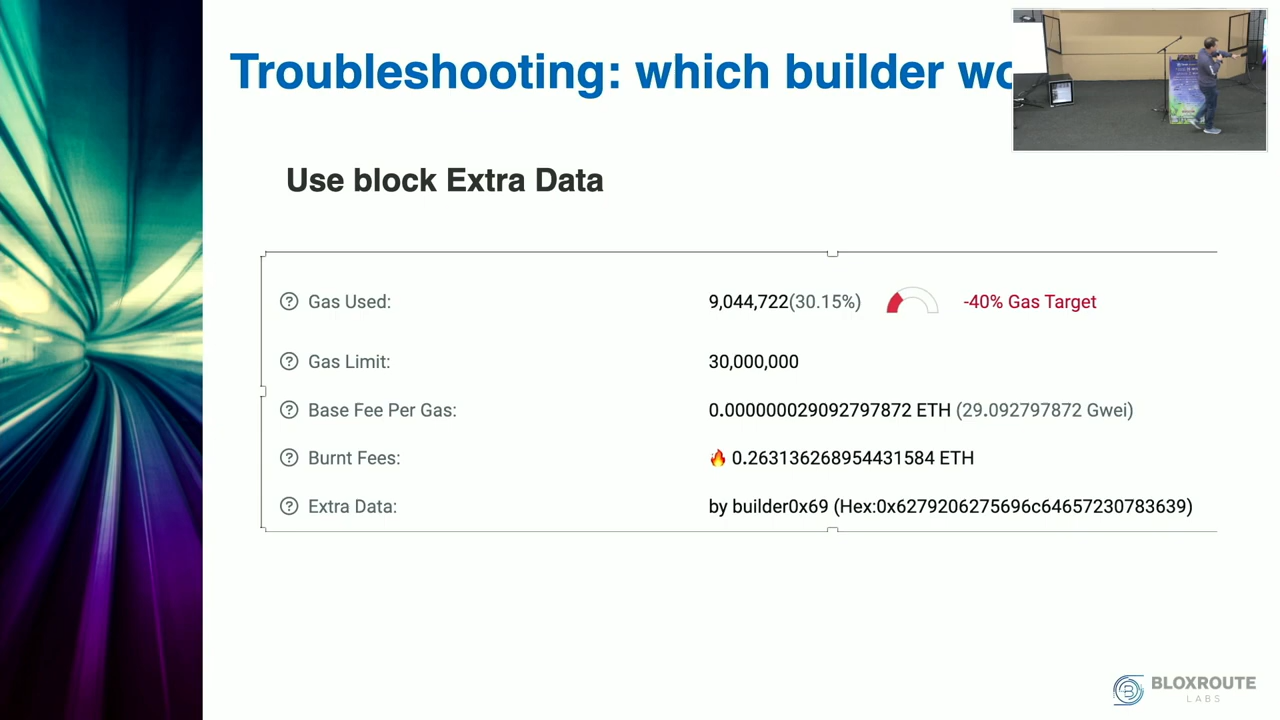 Troubleshooting: which builder wo
Use block Extra Data
Gas Used: 9,044,722(30.15%) -40% Gas Target
Gas Limit: 30,000,000
Base Fee Per Gas: 0.000000029092797872 ETH (29.092797872 Gwei)
Burnt Fees: 0.263136268954431584 ETH
Extra Data: by builder0x69 (Hex:0x6279206275696c64657230783639)
BLOXROUTE
LABS